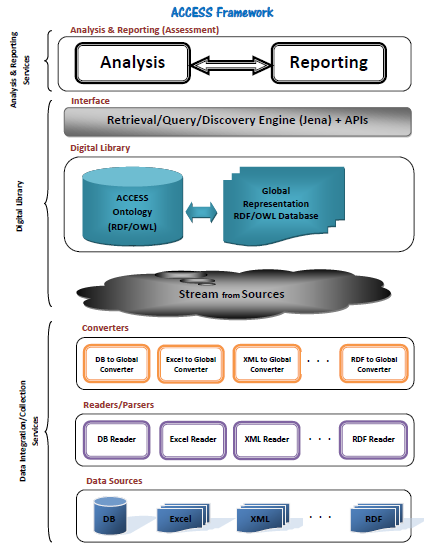 ACCESS Framework
Analysis & Reporting (Assessment)
Analysis & Reporting
Services
Analysis
Reporting
Interface
Retrieval/Query/Discovery Engine (Jena) + APIs
Digital Library
Digital Library
ACCESS
Ontology
(RDF/OWL)
Global
Representation
RDF/OWL Database
Stream from Sources
Data Integration/Collection
Services
Converters
DB to Global
Converter
Excel to Global
Converter
XML to Global
Converter
. . .
RDF to Global
Converter
Readers/Parsers
DB Reader
Excel Reader
XML Reader
. . .
RDF Reader
Data Sources
DB
Excel
XML
. . .
RDF